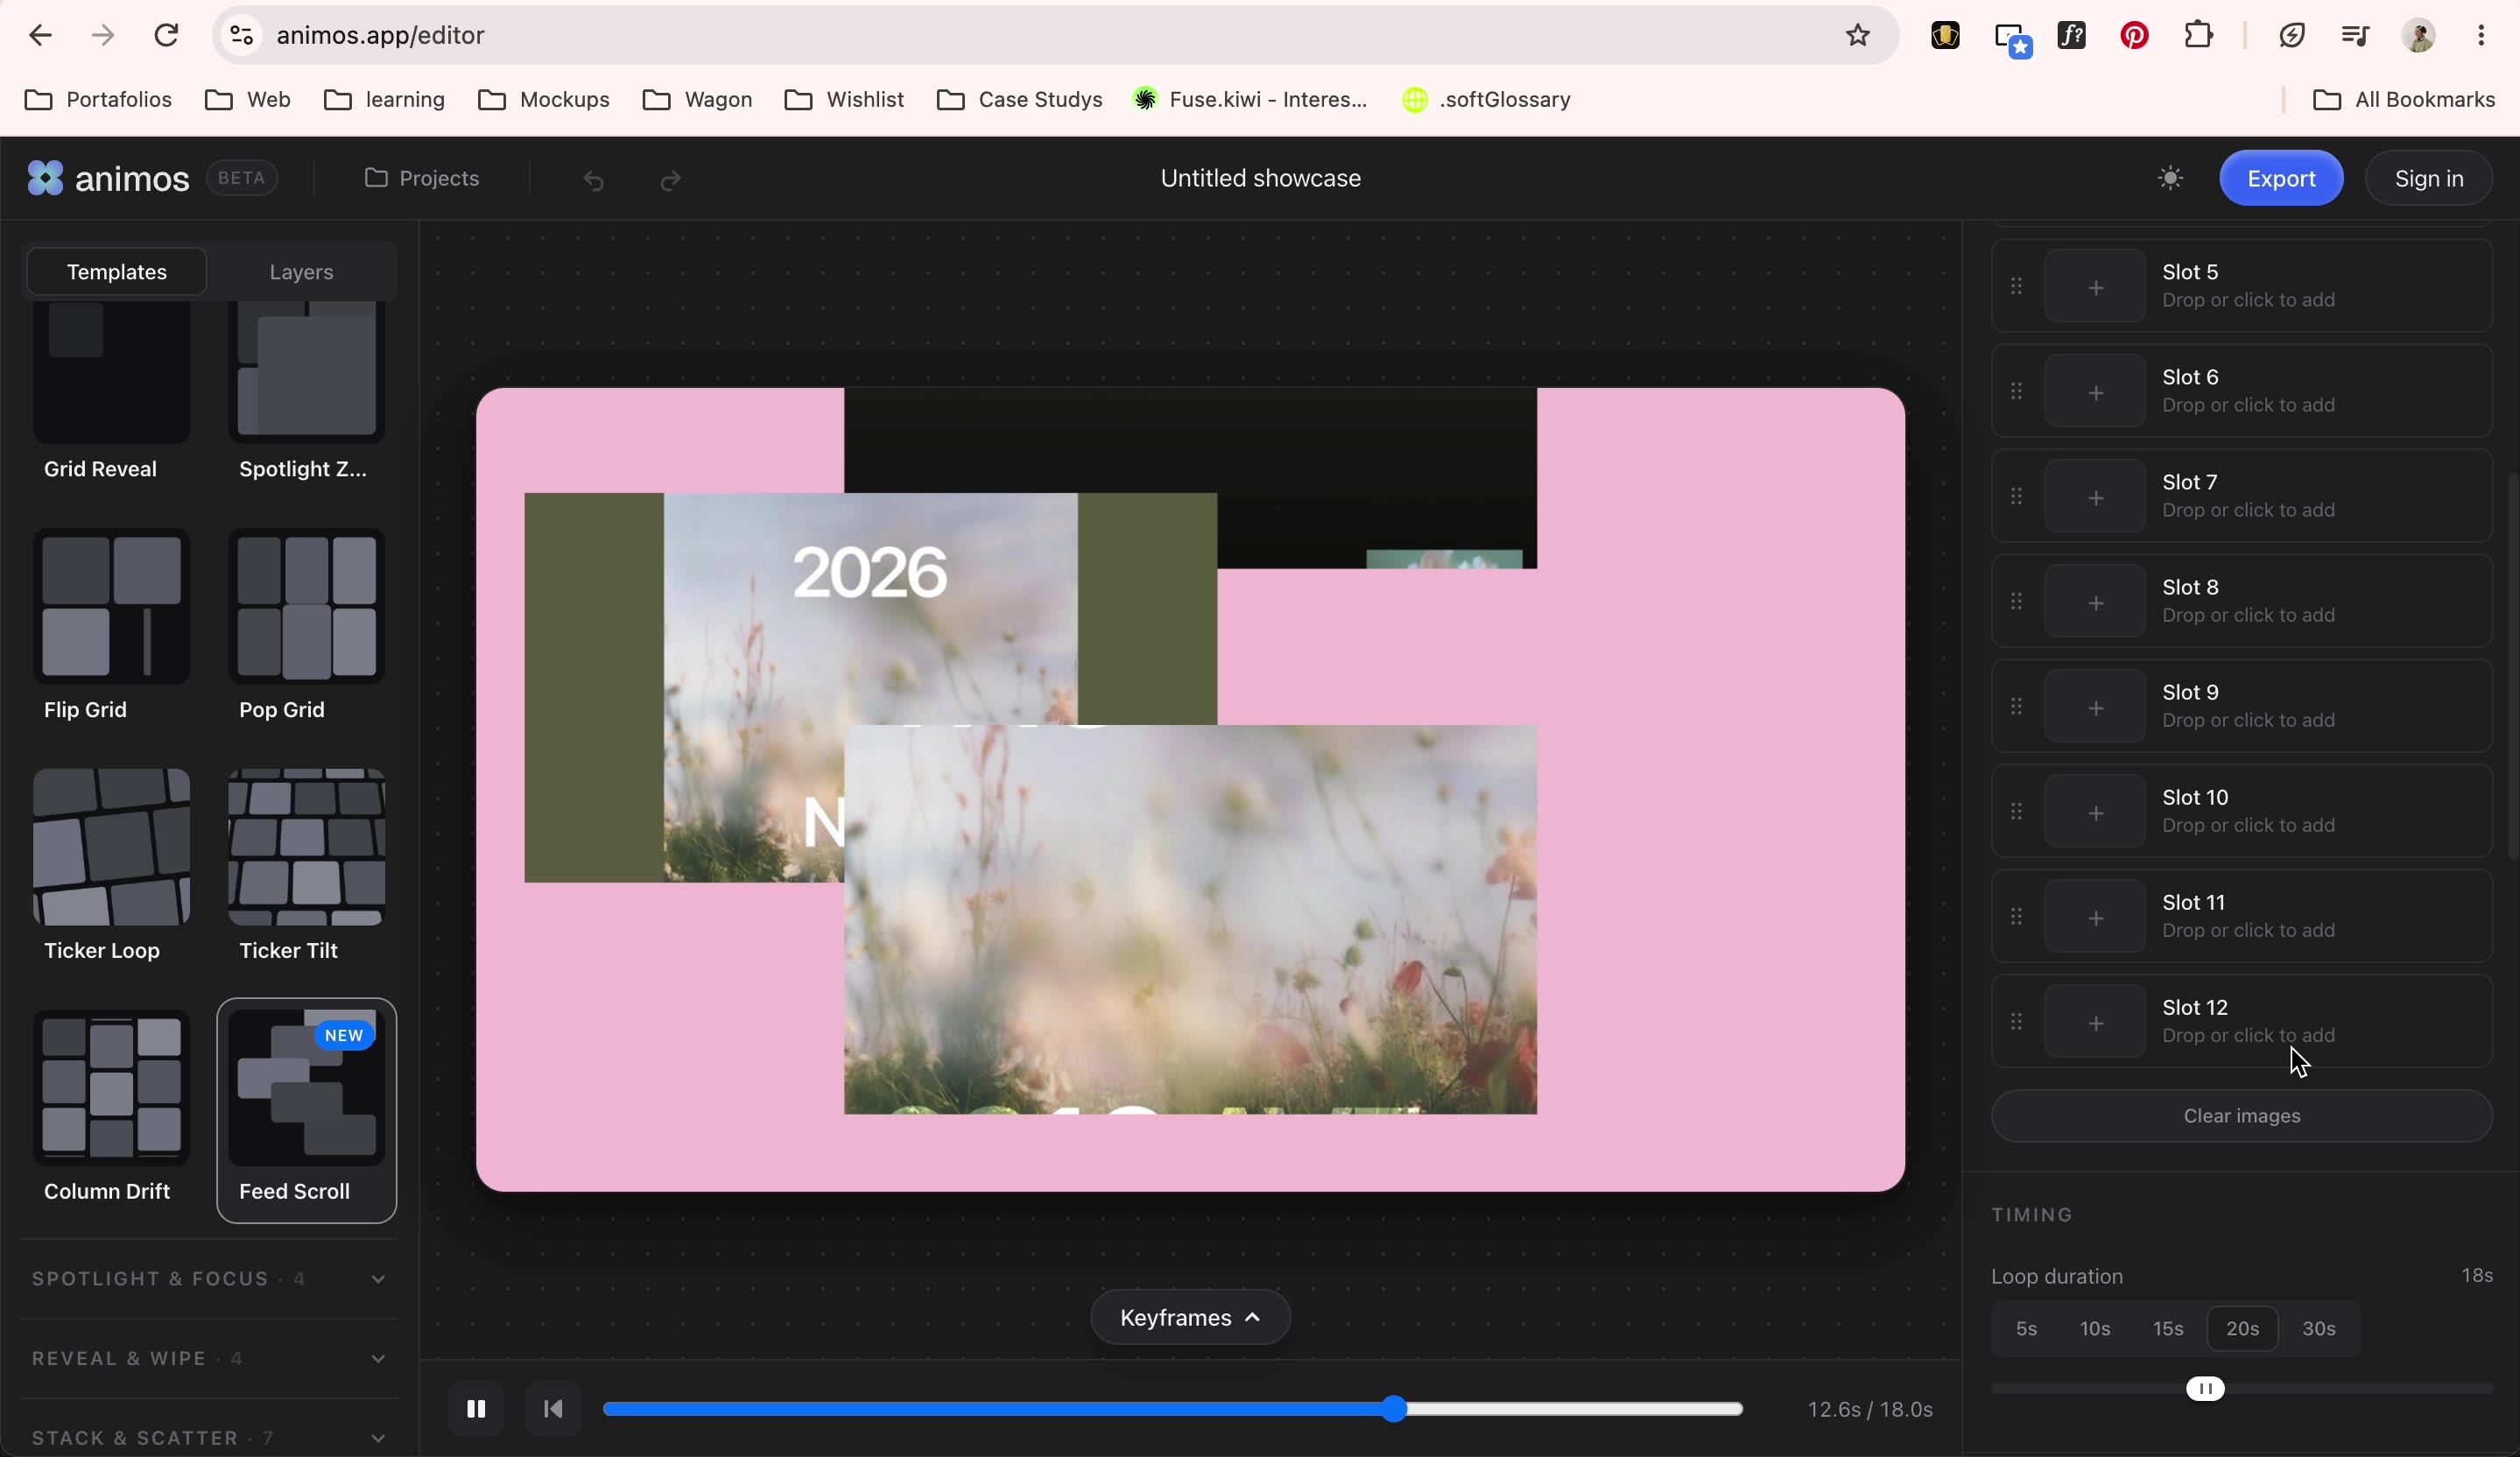 animos.app/editor
f?
Portafolios
Web
learning
Mockups
Wagon
Wishlist
Case Studys
Fuse.kiwi - Interes...
.softGlossary
All Bookmarks
animos
BETA
Projects
Untitled showcase
Export
Sign in
Templates
Layers
Grid Reveal
Spotlight Z...
Flip Grid
Pop Grid
Ticker Loop
Ticker Tilt
NEW
Column Drift
Feed Scroll
SPOTLIGHT & FOCUS · 4
REVEAL & WIPE · 4
STACK & SCATTER · 7
2026
N
Keyframes
12.6s / 18.0s
Slot 5
Drop or click to add
Slot 6
Drop or click to add
Slot 7
Drop or click to add
Slot 8
Drop or click to add
Slot 9
Drop or click to add
Slot 10
Drop or click to add
Slot 11
Drop or click to add
Slot 12
Drop or click to add
Clear images
TIMING
Loop duration
18s
5s
10s
15s
20s
30s